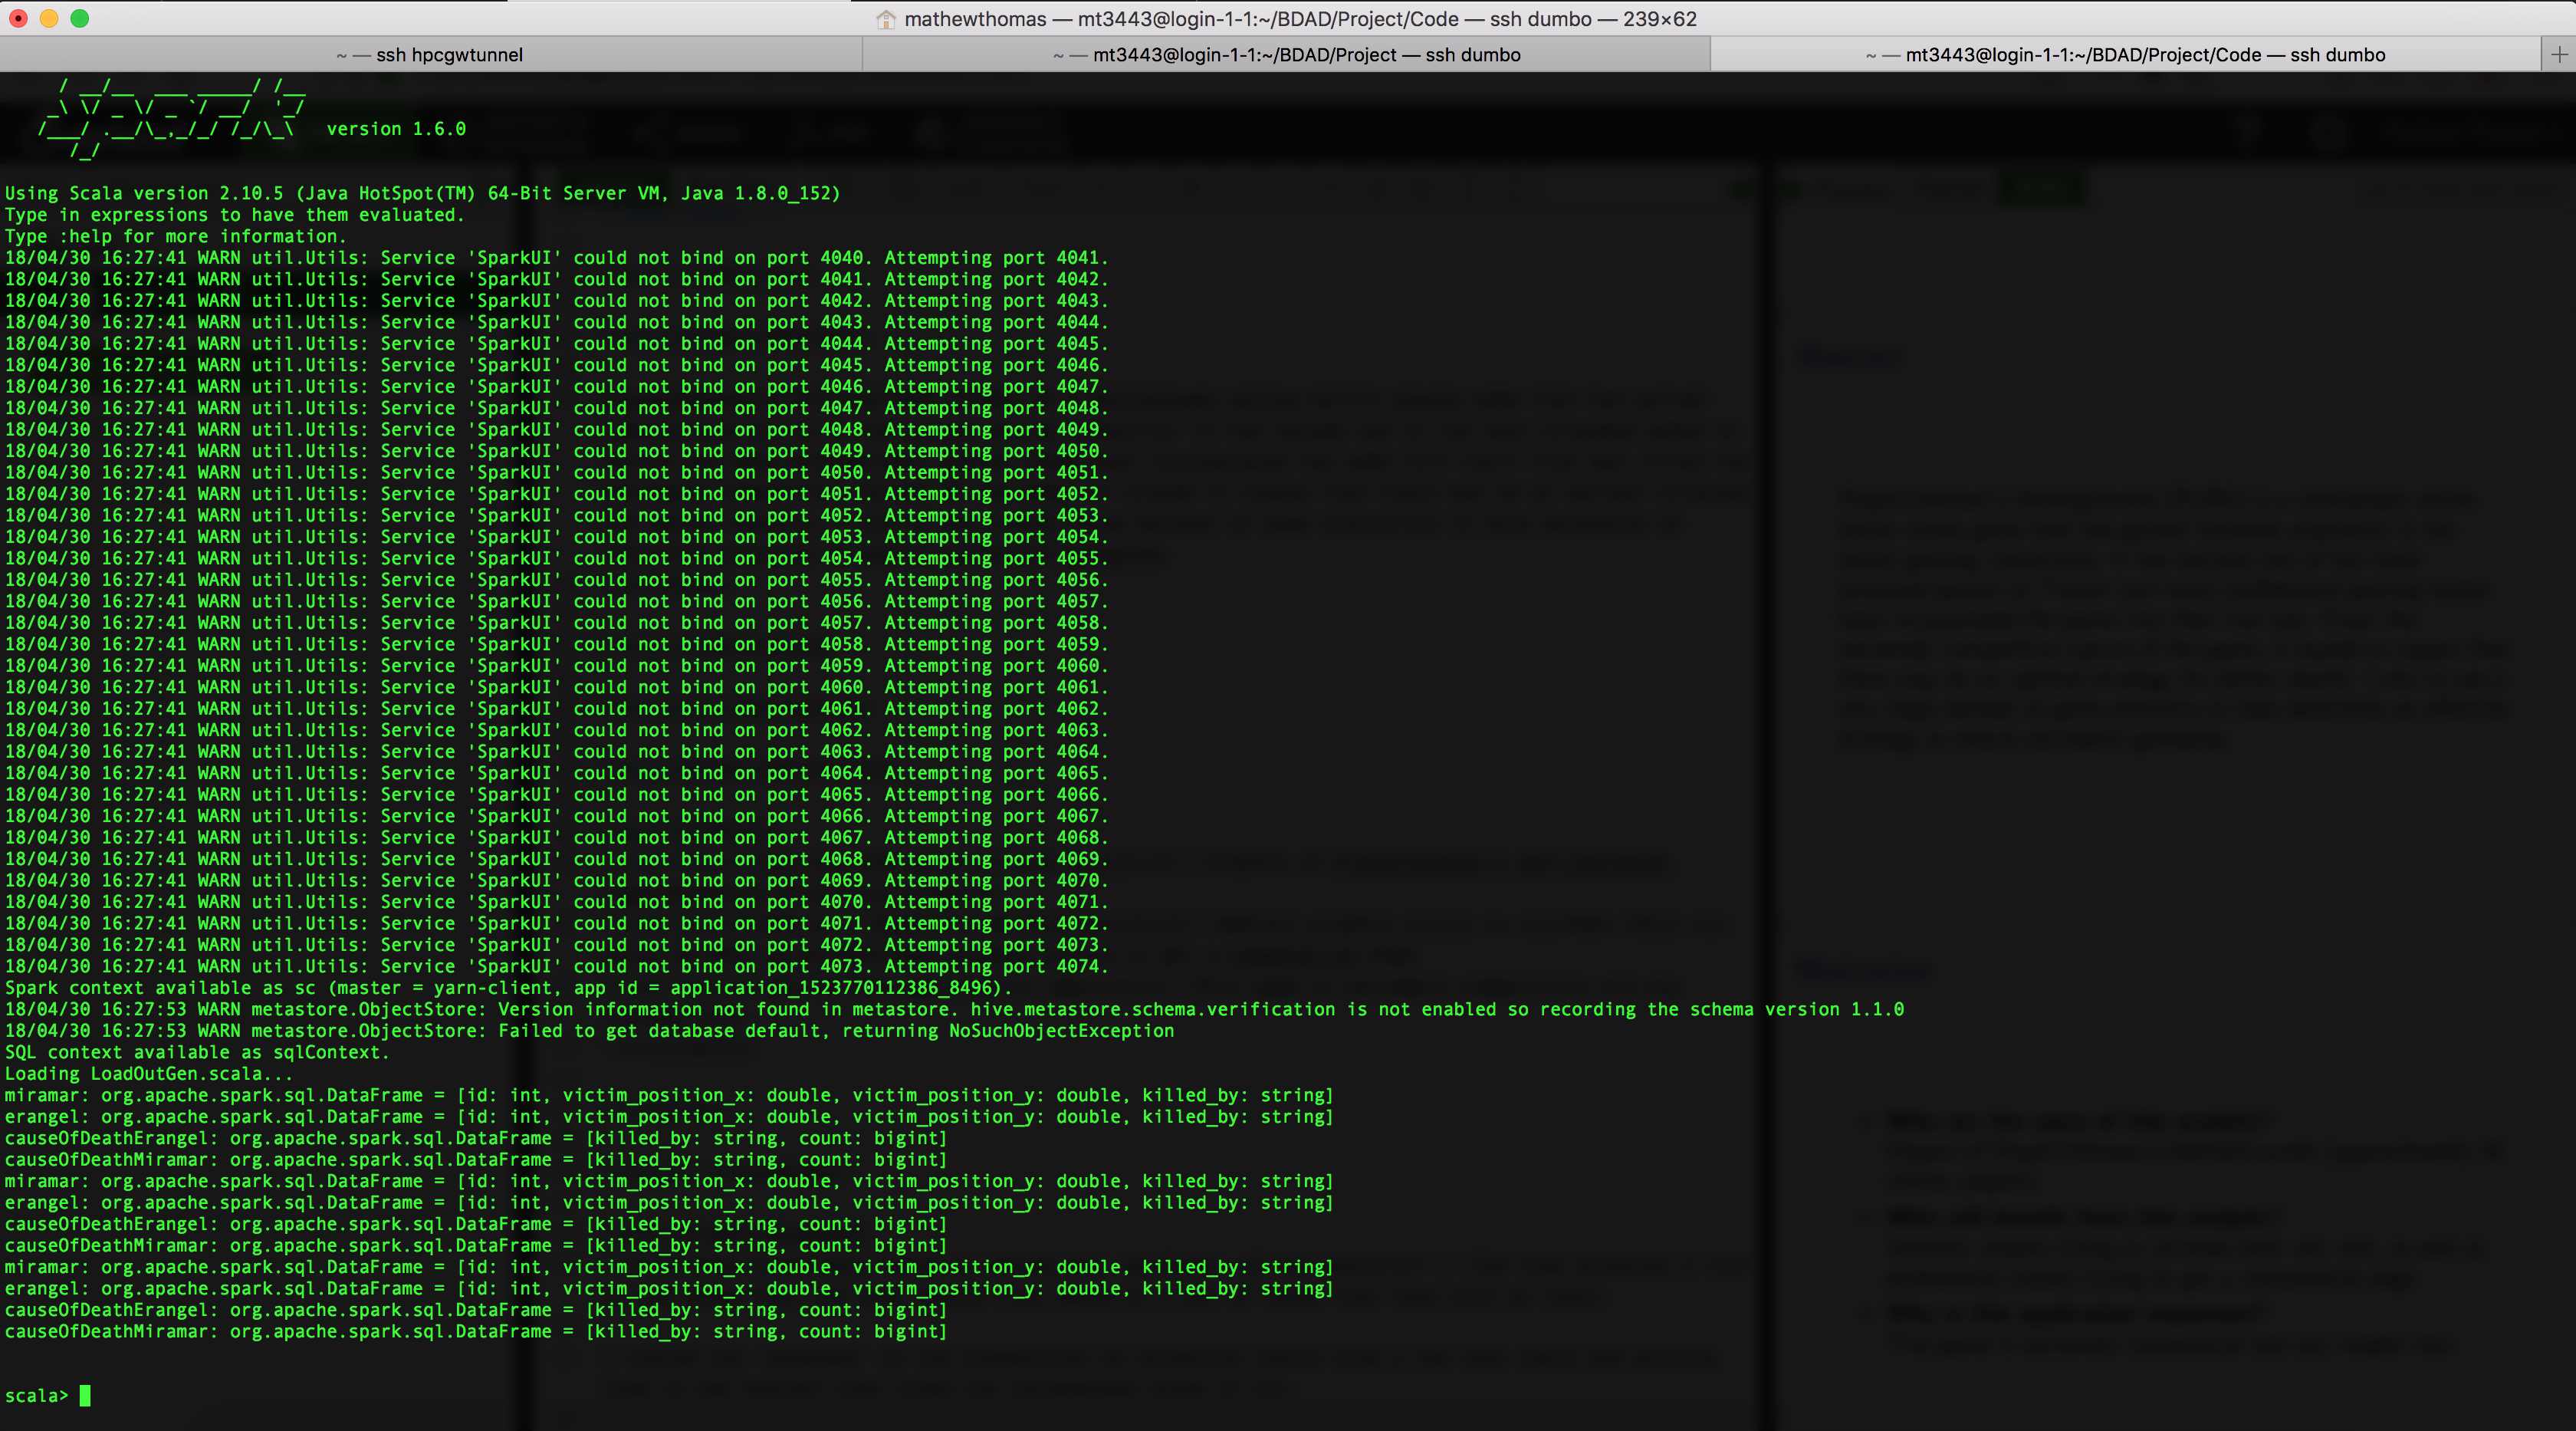 mathewthomas — mt3443@login-1-1:~/BDAD/Project/Code — ssh dumbo — 239×62
~ — ssh hpcgwtunnel
~ — mt3443@login-1-1:~/BDAD/Project — ssh dumbo
~ — mt3443@login-1-1:~/BDAD/Project/Code — ssh dumbo
/ __/__  ___ _____/ /__
_\ \/ _ \/ _ `/ __/  '_/
/___/ .__/\_,_/_/ /_/\_\   version 1.6.0
/_/
Using Scala version 2.10.5 (Java HotSpot(TM) 64-Bit Server VM, Java 1.8.0_152)
Type in expressions to have them evaluated.
Type :help for more information.
18/04/30 16:27:41 WARN util.Utils: Service 'SparkUI' could not bind on port 4040. Attempting port 4041.
18/04/30 16:27:41 WARN util.Utils: Service 'SparkUI' could not bind on port 4041. Attempting port 4042.
18/04/30 16:27:41 WARN util.Utils: Service 'SparkUI' could not bind on port 4042. Attempting port 4043.
18/04/30 16:27:41 WARN util.Utils: Service 'SparkUI' could not bind on port 4043. Attempting port 4044.
18/04/30 16:27:41 WARN util.Utils: Service 'SparkUI' could not bind on port 4044. Attempting port 4045.
18/04/30 16:27:41 WARN util.Utils: Service 'SparkUI' could not bind on port 4045. Attempting port 4046.
18/04/30 16:27:41 WARN util.Utils: Service 'SparkUI' could not bind on port 4046. Attempting port 4047.
18/04/30 16:27:41 WARN util.Utils: Service 'SparkUI' could not bind on port 4047. Attempting port 4048.
18/04/30 16:27:41 WARN util.Utils: Service 'SparkUI' could not bind on port 4048. Attempting port 4049.
18/04/30 16:27:41 WARN util.Utils: Service 'SparkUI' could not bind on port 4049. Attempting port 4050.
18/04/30 16:27:41 WARN util.Utils: Service 'SparkUI' could not bind on port 4050. Attempting port 4051.
18/04/30 16:27:41 WARN util.Utils: Service 'SparkUI' could not bind on port 4051. Attempting port 4052.
18/04/30 16:27:41 WARN util.Utils: Service 'SparkUI' could not bind on port 4052. Attempting port 4053.
18/04/30 16:27:41 WARN util.Utils: Service 'SparkUI' could not bind on port 4053. Attempting port 4054.
18/04/30 16:27:41 WARN util.Utils: Service 'SparkUI' could not bind on port 4054. Attempting port 4055.
18/04/30 16:27:41 WARN util.Utils: Service 'SparkUI' could not bind on port 4055. Attempting port 4056.
18/04/30 16:27:41 WARN util.Utils: Service 'SparkUI' could not bind on port 4056. Attempting port 4057.
18/04/30 16:27:41 WARN util.Utils: Service 'SparkUI' could not bind on port 4057. Attempting port 4058.
18/04/30 16:27:41 WARN util.Utils: Service 'SparkUI' could not bind on port 4058. Attempting port 4059.
18/04/30 16:27:41 WARN util.Utils: Service 'SparkUI' could not bind on port 4059. Attempting port 4060.
18/04/30 16:27:41 WARN util.Utils: Service 'SparkUI' could not bind on port 4060. Attempting port 4061.
18/04/30 16:27:41 WARN util.Utils: Service 'SparkUI' could not bind on port 4061. Attempting port 4062.
18/04/30 16:27:41 WARN util.Utils: Service 'SparkUI' could not bind on port 4062. Attempting port 4063.
18/04/30 16:27:41 WARN util.Utils: Service 'SparkUI' could not bind on port 4063. Attempting port 4064.
18/04/30 16:27:41 WARN util.Utils: Service 'SparkUI' could not bind on port 4064. Attempting port 4065.
18/04/30 16:27:41 WARN util.Utils: Service 'SparkUI' could not bind on port 4065. Attempting port 4066.
18/04/30 16:27:41 WARN util.Utils: Service 'SparkUI' could not bind on port 4066. Attempting port 4067.
18/04/30 16:27:41 WARN util.Utils: Service 'SparkUI' could not bind on port 4067. Attempting port 4068.
18/04/30 16:27:41 WARN util.Utils: Service 'SparkUI' could not bind on port 4068. Attempting port 4069.
18/04/30 16:27:41 WARN util.Utils: Service 'SparkUI' could not bind on port 4069. Attempting port 4070.
18/04/30 16:27:41 WARN util.Utils: Service 'SparkUI' could not bind on port 4070. Attempting port 4071.
18/04/30 16:27:41 WARN util.Utils: Service 'SparkUI' could not bind on port 4071. Attempting port 4072.
18/04/30 16:27:41 WARN util.Utils: Service 'SparkUI' could not bind on port 4072. Attempting port 4073.
18/04/30 16:27:41 WARN util.Utils: Service 'SparkUI' could not bind on port 4073. Attempting port 4074.
Spark context available as sc (master = yarn-client, app id = application_1523770112386_8496).
18/04/30 16:27:53 WARN metastore.ObjectStore: Version information not found in metastore. hive.metastore.schema.verification is not enabled so recording the schema version 1.1.0
18/04/30 16:27:53 WARN metastore.ObjectStore: Failed to get database default, returning NoSuchObjectException
SQL context available as sqlContext.
Loading LoadOutGen.scala...
miramar: org.apache.spark.sql.DataFrame = [id: int, victim_position_x: double, victim_position_y: double, killed_by: string]
erangel: org.apache.spark.sql.DataFrame = [id: int, victim_position_x: double, victim_position_y: double, killed_by: string]
causeOfDeathErangel: org.apache.spark.sql.DataFrame = [killed_by: string, count: bigint]
causeOfDeathMiramar: org.apache.spark.sql.DataFrame = [killed_by: string, count: bigint]
miramar: org.apache.spark.sql.DataFrame = [id: int, victim_position_x: double, victim_position_y: double, killed_by: string]
erangel: org.apache.spark.sql.DataFrame = [id: int, victim_position_x: double, victim_position_y: double, killed_by: string]
causeOfDeathErangel: org.apache.spark.sql.DataFrame = [killed_by: string, count: bigint]
causeOfDeathMiramar: org.apache.spark.sql.DataFrame = [killed_by: string, count: bigint]
miramar: org.apache.spark.sql.DataFrame = [id: int, victim_position_x: double, victim_position_y: double, killed_by: string]
erangel: org.apache.spark.sql.DataFrame = [id: int, victim_position_x: double, victim_position_y: double, killed_by: string]
causeOfDeathErangel: org.apache.spark.sql.DataFrame = [killed_by: string, count: bigint]
causeOfDeathMiramar: org.apache.spark.sql.DataFrame = [killed_by: string, count: bigint]
scala>